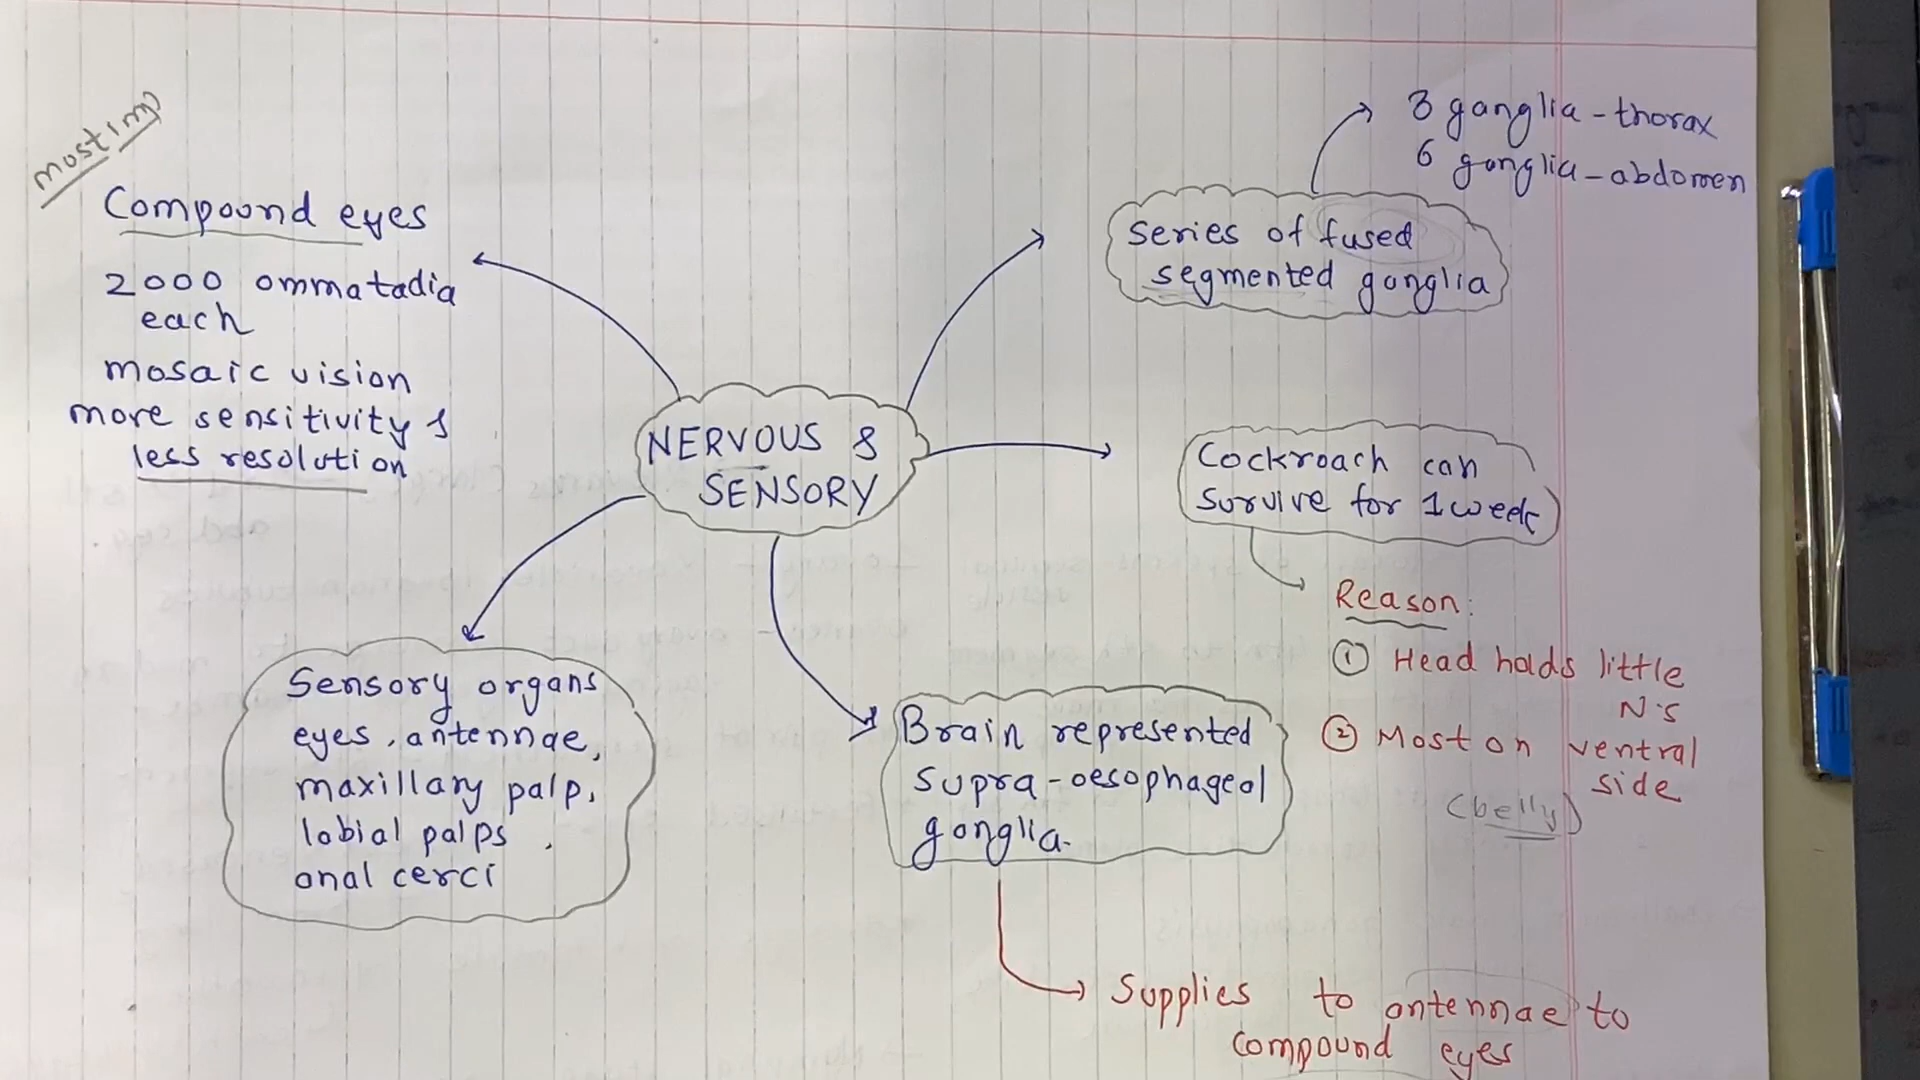 most imp
Compound eyes
2000 ommatadia
each
mosaic vision
more sensitivity &
less resolution
NERVOUS &
SENSORY
3 ganglia - thorax
6 ganglia - abdomen
series of fused
segmented ganglia
Cockroach can
survive for 1 week
Reason:
① Head holds little
N.S
② Most on ventral
side
(belly)
Sensory organs
eyes, antennae,
maxillary palp,
labial palps,
anal cerci
Brain represented
supra-oesophageal
ganglia.
Supplies to antennae to
compound eyes